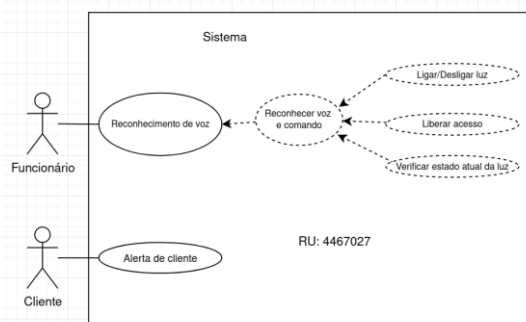 Sistema
Ligar/Desligar luz
Reconhecimento de voz
Reconhecer voz
e comando
Liberar acesso
Funcionário
Verificar estado atual da luz
RU: 4467027
Alerta de cliente
Cliente